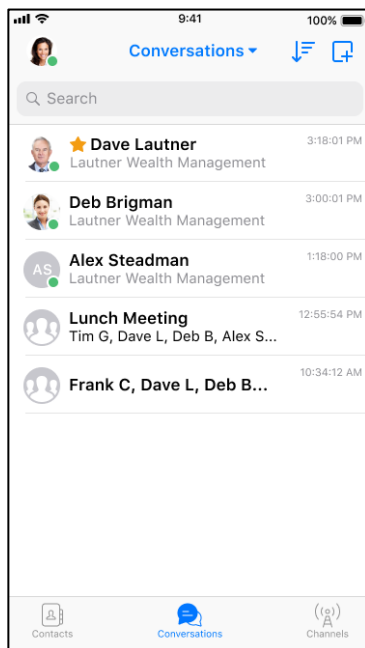 9:41
100%
Conversations
Search
Dave Lautner
3:18:01 PM
Lautner Wealth Management
Deb Brigman
3:00:01 PM
Lautner Wealth Management
AS
Alex Steadman
1:18:00 PM
Lautner Wealth Management
Lunch Meeting
12:55:54 PM
Tim G, Dave L, Deb B, Alex S...
Frank C, Dave L, Deb B...
10:34:12 AM
Contacts
Conversations
Channels